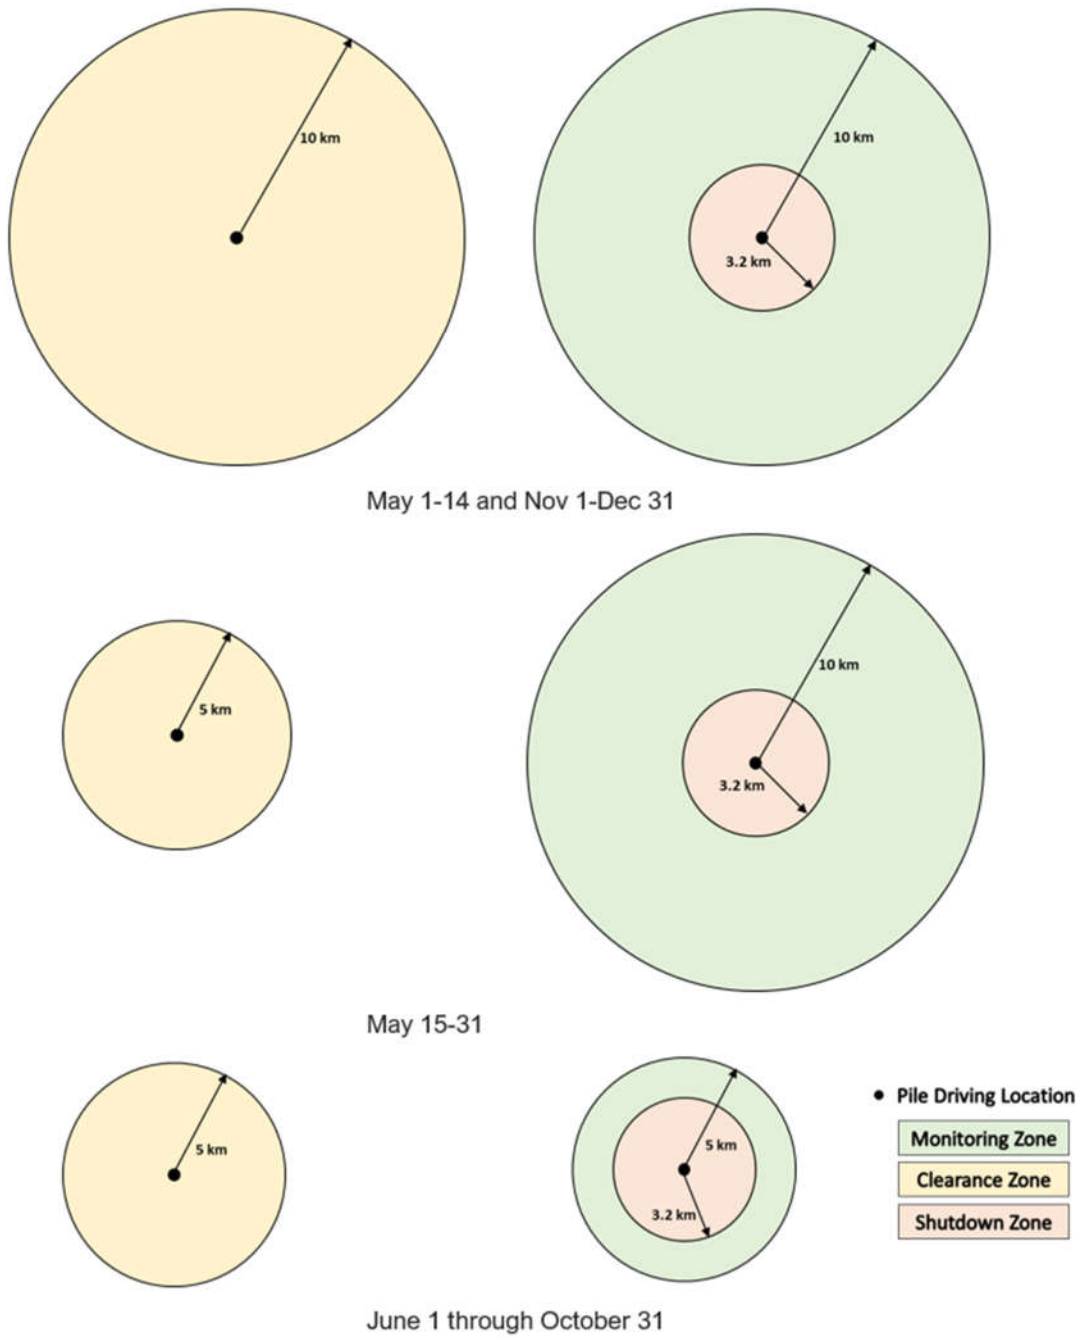 10 km
10 km
3.2 km
May 1-14 and Nov 1-Dec 31
5 km
10 km
3.2 km
May 15-31
5 km
5 km
3.2 km
Pile Driving Location
Monitoring Zone
Clearance Zone
Shutdown Zone
June 1 through October 31